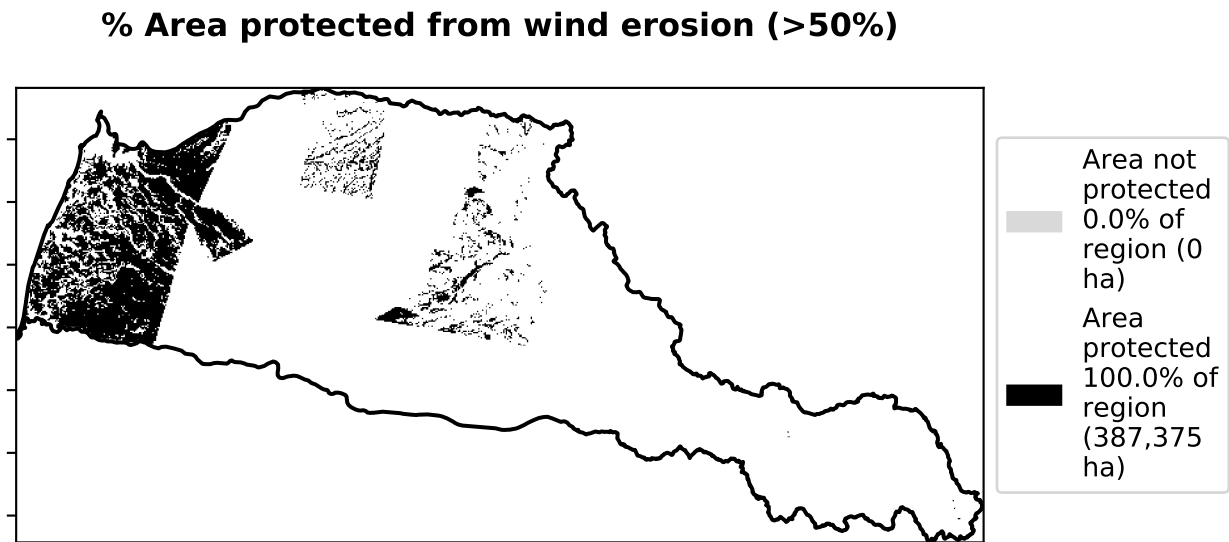 % Area protected from wind erosion (>50%)
Area not
protected
0.0% of
region (0
ha)
Area
protected
100.0% of
region
(387,375
ha)